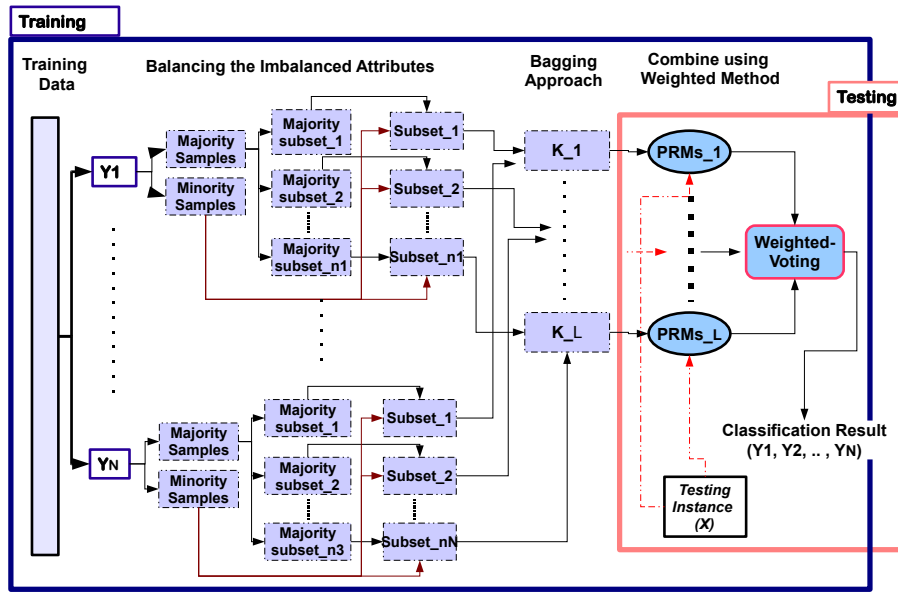 Training
Training
Data
Balancing the Imbalanced Attributes
Bagging
Approach
Combine using
Weighted Method
Testing
Y1
Majority
Samples
Minority
Samples
Majority
subset_1
Majority
subset_2
Majority
subset_n1
Subset_1
Subset_2
Subset_n1
K_1
K_L
PRMs_1
PRMs_L
Weighted-
Voting
YN
Majority
Samples
Minority
Samples
Majority
subset_1
Majority
subset_2
Majority
subset_n3
Subset_1
Subset_2
Subset_nN
Classification Result
(Y1, Y2, .. , YN)
Testing
Instance
(X)